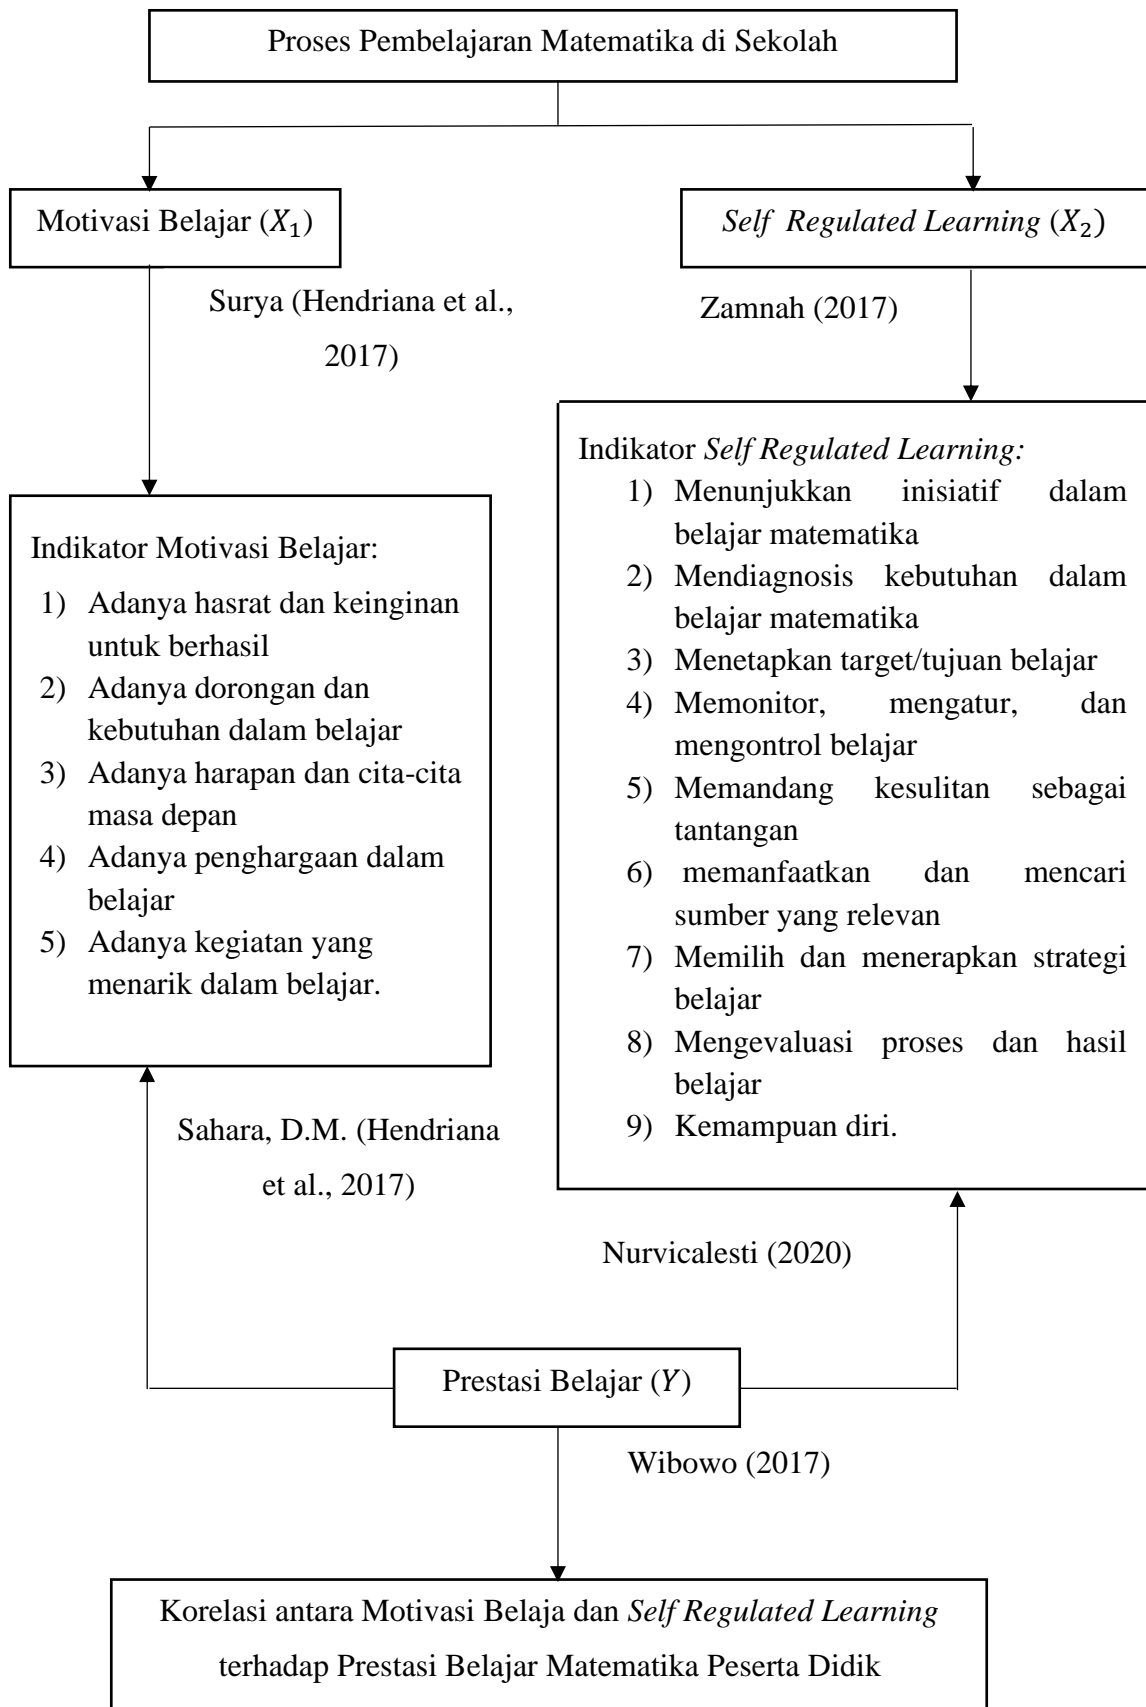 Proses Pembelajaran Matematika di Sekolah
Motivasi Belajar (𝑋₁)
Self Regulated Learning (𝑋₂)
Surya (Hendriana et al.,
2017)
Zamnah (2017)
Indikator Motivasi Belajar:
1) Adanya hasrat dan keinginan
untuk berhasil
2) Adanya dorongan dan
kebutuhan dalam belajar
3) Adanya harapan dan cita-cita
masa depan
4) Adanya penghargaan dalam
belajar
5) Adanya kegiatan yang
menarik dalam belajar.
Indikator Self Regulated Learning:
1) Menunjukkan inisiatif dalam
belajar matematika
2) Mendiagnosis kebutuhan dalam
belajar matematika
3) Menetapkan target/tujuan belajar
4) Memonitor, mengatur, dan
mengontrol belajar
5) Memandang kesulitan sebagai
tantangan
6) memanfaatkan dan mencari
sumber yang relevan
7) Memilih dan menerapkan strategi
belajar
8) Mengevaluasi proses dan hasil
belajar
9) Kemampuan diri.
Sahara, D.M. (Hendriana
et al., 2017)
Nurvicalesti (2020)
Prestasi Belajar (𝑌)
Wibowo (2017)
Korelasi antara Motivasi Belaja dan Self Regulated Learning
terhadap Prestasi Belajar Matematika Peserta Didik